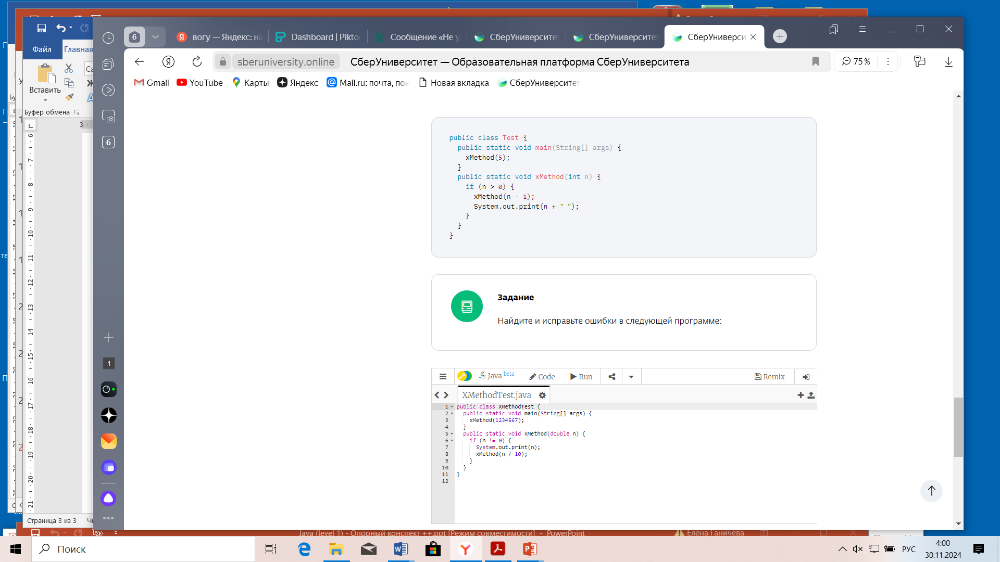 6
вогу — Яндекс: на
Dashboard | Pikto
Сообщение «Не у
СберУниверситет
СберУниверситет
СберУниверси
Файл
Главная
sberuniversity.online
СберУниверситет — Образовательная платформа СберУниверситета
75 %
Вставить
Буфер обмена
Gmail
YouTube
Карты
Яндекс
Mail.ru: почта, пои
Новая вкладка
СберУниверситет
6
public class Test {
public static void main(String[] args) {
xMethod(5);
}
public static void xMethod(int n) {
if (n > 0) {
xMethod(n - 1);
System.out.print(n + " ");
}
}
}
Задание
Найдите и исправьте ошибки в следующей программе:
1
Java beta
Code
Run
Remix
XMethodTest.java
1 public class XMethodTest {
2 public static void main(String[] args) {
3 xMethod(1234567);
4 }
5 public static void xMethod(double n) {
6 if (n != 0) {
7 System.out.print(n);
8 xMethod(n / 10);
9 }
10 }
11 }
12
Страница 3 из 3
Java (level 1) - Опорный конспект ++.ppt [Режим совместимости] - PowerPoint
Елена Ганичева
Поиск
РУС
4:00
30.11.2024